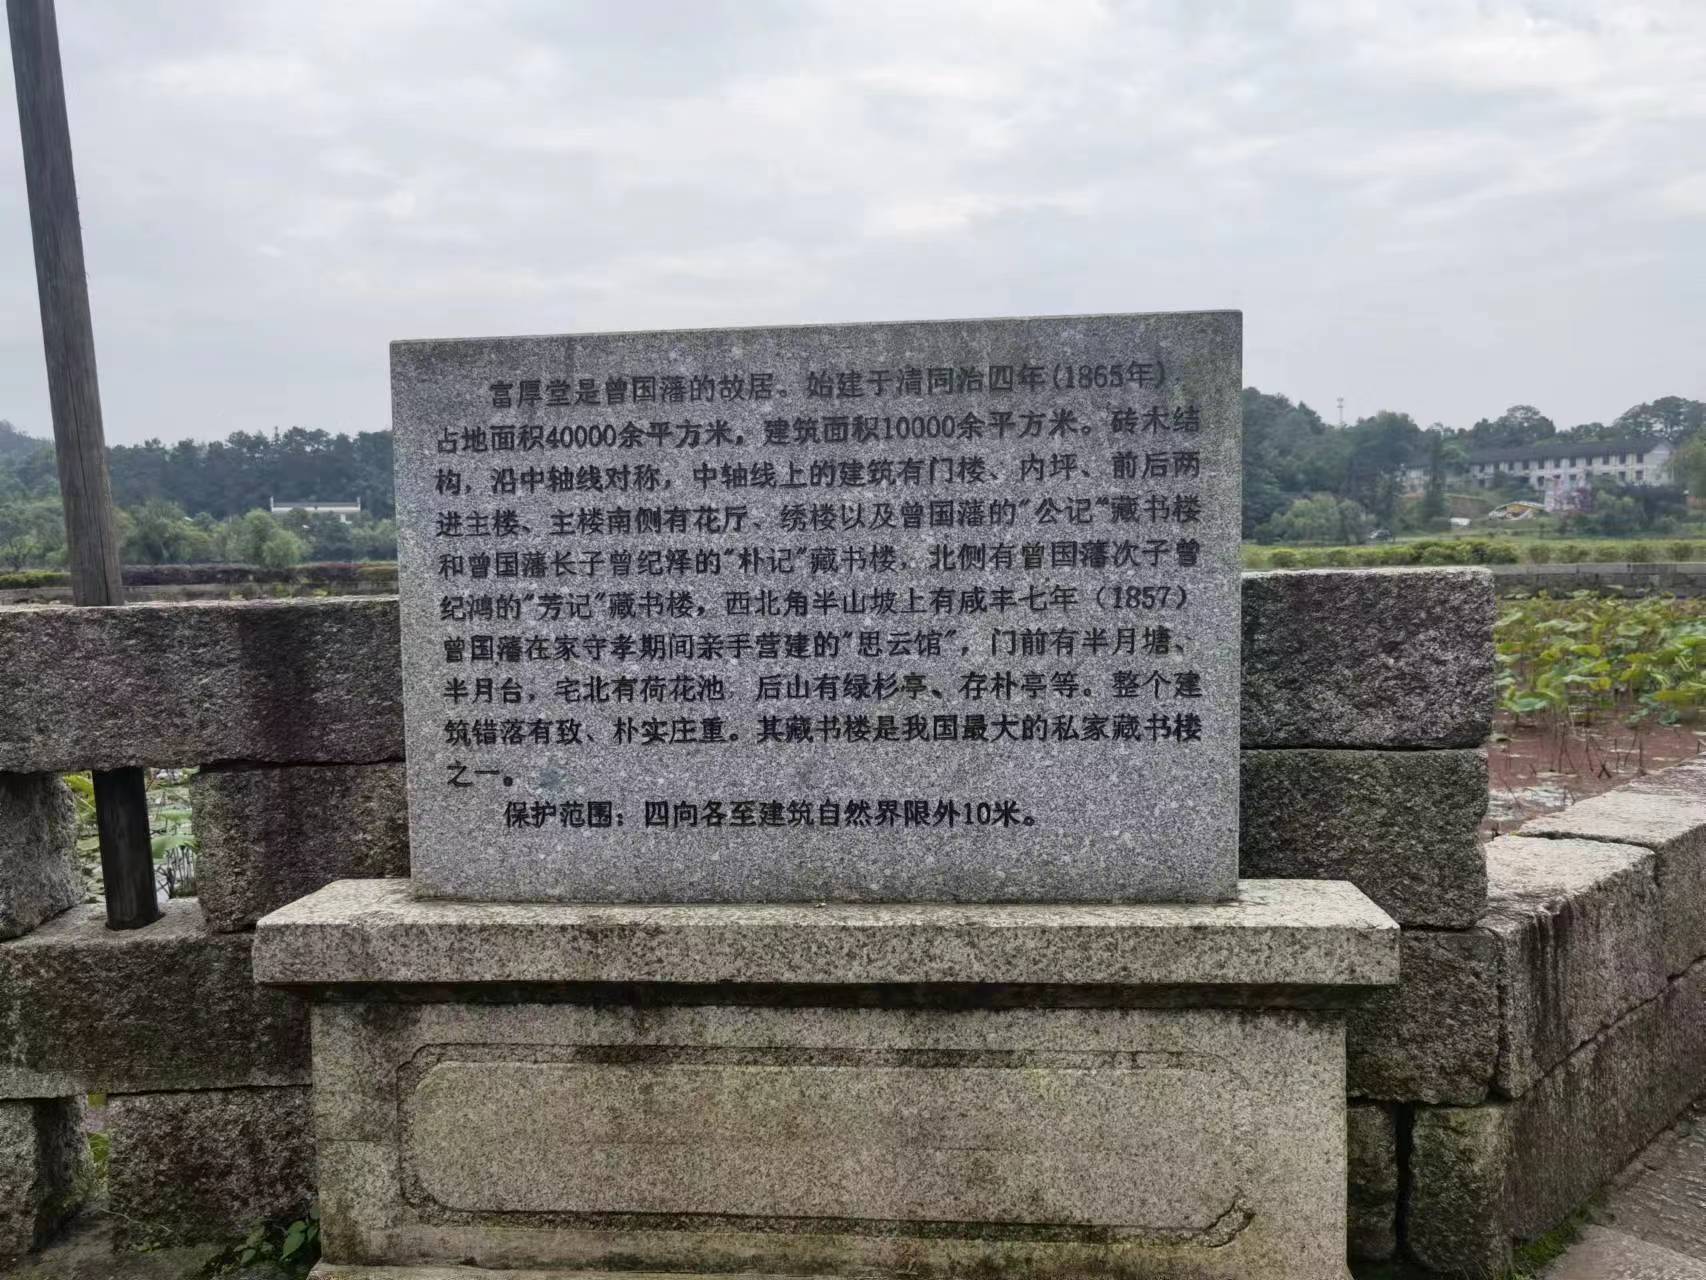 富厚堂是曾国藩的故居。始建于清同治四年(1865年)
占地面积40000余平方米，建筑面积10000余平方米。砖木结
构，沿中轴线对称，中轴线上的建筑有门楼、内坪、前后两
进主楼、主楼南侧有花厅、绣楼以及曾国藩的"公记"藏书楼
和曾国藩长子曾纪泽的"朴记"藏书楼，北侧有曾国藩次子曾
纪鸿的"芳记"藏书楼，西北角半山坡上有咸丰七年（1857）
曾国藩在家守孝期间亲手营建的"思云馆"，门前有半月塘、
半月台，宅北有荷花池，后山有绿杉亭、存朴亭等。整个建
筑错落有致、朴实庄重。其藏书楼是我国最大的私家藏书楼
之一。
保护范围：四向各至建筑自然界限外10米。